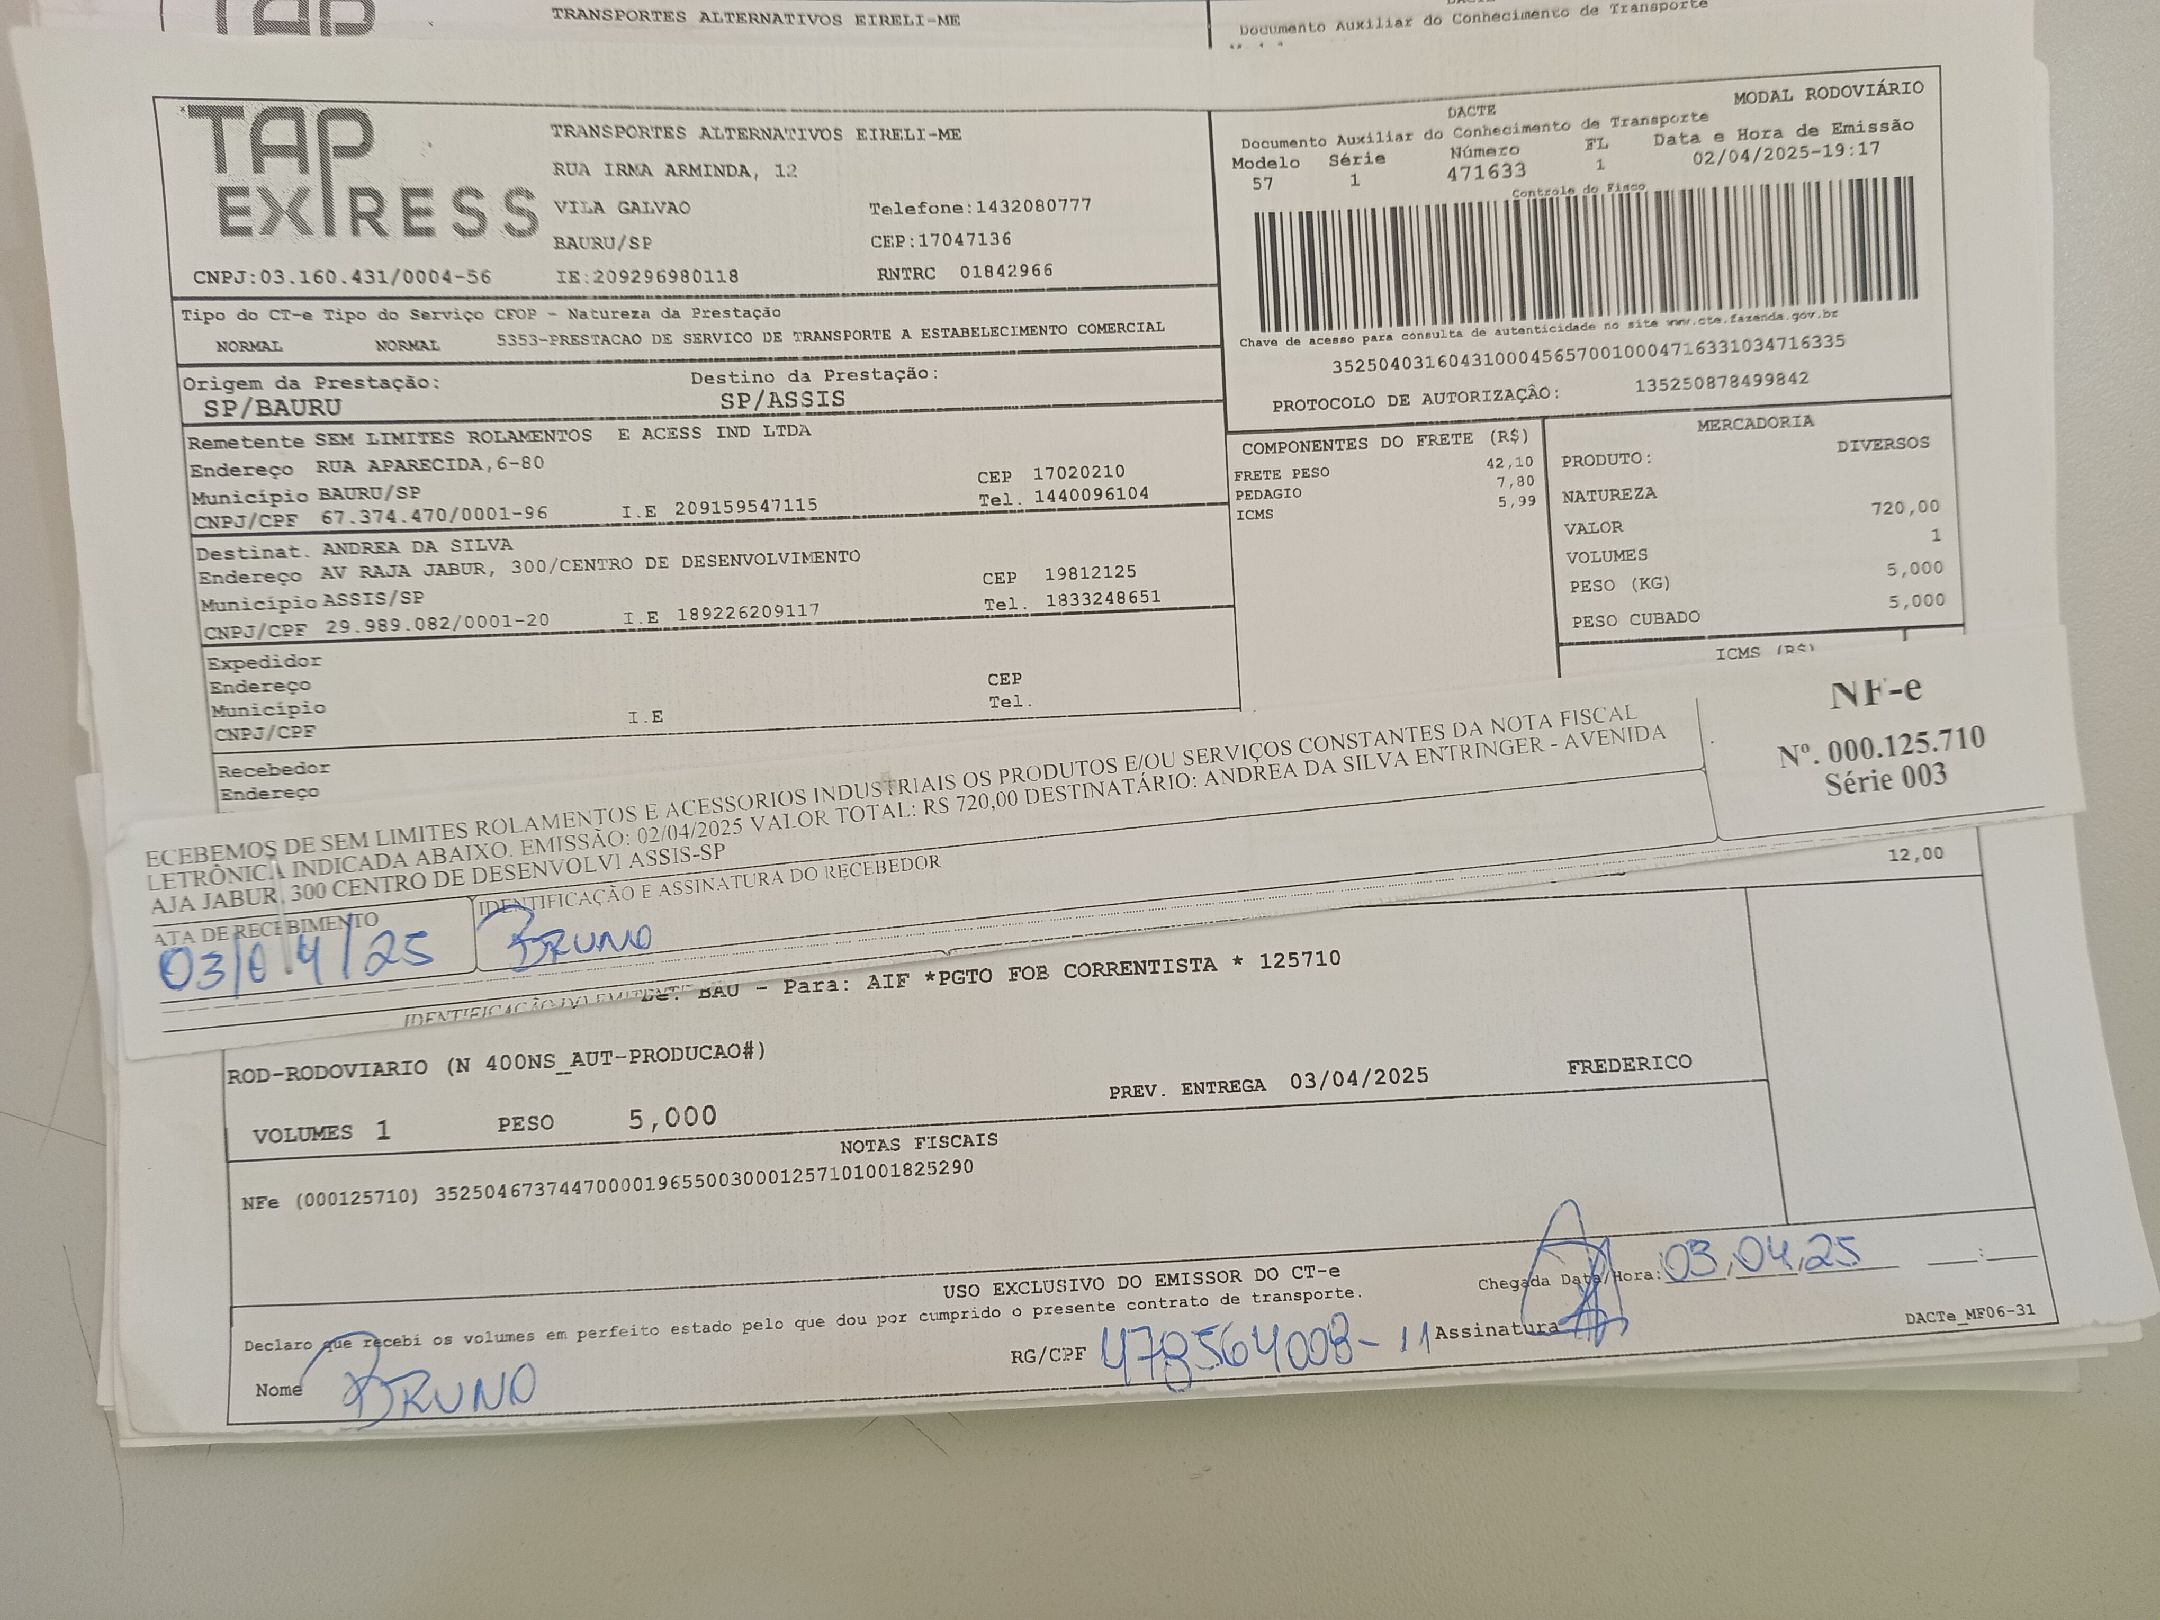 TAP
TRANSPORTES ALTERNATIVOS EIRELI-ME
Documento Auxiliar do Conhecimento de Transporte
TAP
EXPRESS
CNPJ:03.160.431/0004-56
TRANSPORTES ALTERNATIVOS EIRELI-ME
RUA IRMA ARMINDA, 12
VILA GALVAO
Telefone:1432080777
BAURU/SP
CEP:17047136
IE:209296980118
RNTRC 01842966
DACTE
MODAL RODOVIÁRIO
Documento Auxiliar do Conhecimento de Transporte
Modelo Série Número FL Data e Hora de Emissão
57 1 471633 1 02/04/2025-19:17
Controle do Fisco
Chave de acesso para consulta de autenticidade no site www.cte.fazenda.gov.br
35250403160431000456570010004716331034716335
PROTOCOLO DE AUTORIZAÇÃO: 135250878499842
Tipo do CT-e Tipo do Serviço CFOP - Natureza da Prestação
NORMAL NORMAL 5353-PRESTACAO DE SERVICO DE TRANSPORTE A ESTABELECIMENTO COMERCIAL
Origem da Prestação: Destino da Prestação:
SP/BAURU SP/ASSIS
Remetente SEM LIMITES ROLAMENTOS E ACESS IND LTDA
Endereço RUA APARECIDA,6-80 CEP 17020210
Município BAURU/SP Tel. 1440096104
CNPJ/CPF 67.374.470/0001-96 I.E 209159547115
Destinat. ANDREA DA SILVA
Endereço AV RAJA JABUR, 300/CENTRO DE DESENVOLVIMENTO
CEP 19812125
Município ASSIS/SP Tel. 1833248651
CNPJ/CPF 29.989.082/0001-20 I.E 189226209117
Expedidor
Endereço CEP
Município Tel.
CNPJ/CPF I.E
Recebedor
Endereço
COMPONENTES DO FRETE (R$)
FRETE PESO 42,10
PEDAGIO 7,80
ICMS 5,99
MERCADORIA
PRODUTO: DIVERSOS
NATUREZA
VALOR 720,00
VOLUMES 1
PESO (KG) 5,000
PESO CUBADO 5,000
ICMS (R$)
12,00
ECEBEMOS DE SEM LIMITES ROLAMENTOS E ACESSORIOS INDUSTRIAIS OS PRODUTOS E/OU SERVIÇOS CONSTANTES DA NOTA FISCAL
LETRÔNICA INDICADA ABAIXO. EMISSÃO: 02/04/2025 VALOR TOTAL: R$ 720,00 DESTINATÁRIO: ANDREA DA SILVA ENTRINGER - AVENIDA
AJA JABUR, 300 CENTRO DE DESENVOLVI ASSIS-SP
NF-e
Nº. 000.125.710
Série 003
ATA DE RECEBIMENTO
IDENTIFICAÇÃO E ASSINATURA DO RECEBEDOR
03/04/25 BRUNO
IDENTIFICAÇÃO DO EMITENTE
BAU - Para: AIF *PGTO FOB CORRENTISTA * 125710
ROD-RODOVIARIO (N 400NS_AUT-PRODUCAO#)
PREV. ENTREGA 03/04/2025 FREDERICO
VOLUMES 1 PESO 5,000
NOTAS FISCAIS
NFe (000125710) 35250467374470000196550030001257101001825290
USO EXCLUSIVO DO EMISSOR DO CT-e
Declaro que recebi os volumes em perfeito estado pelo que dou por cumprido o presente contrato de transporte.
Chegada Data/Hora: 03,04,25 :
Nome BRUNO
RG/CPF 478564008-11 Assinatura
DACTe_MF06-31